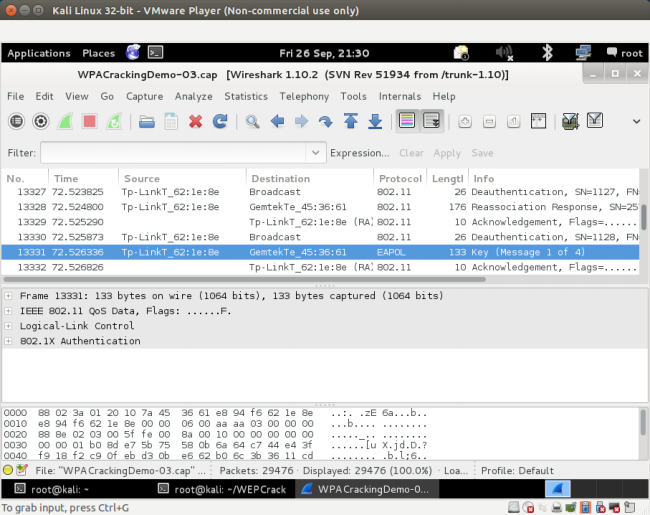 Kali Linux 32-bit - VMware Player (Non-commercial use only)
Applications Places Fri 26 Sep, 21:30 root
WPACrackingDemo-03.cap [Wireshark 1.10.2 (SVN Rev 51934 from /trunk-1.10)]
File Edit View Go Capture Analyze Statistics Telephony Tools Internals Help
Filter: Expression... Clear Apply Save
No. Time Source Destination Protocol Lengtl Info
13327 72.523825 Tp-LinkT_62:1e:8e Broadcast 802.11 26 Deauthentication, SN=1127, FN=
13328 72.524800 Tp-LinkT_62:1e:8e GemtekTe_45:36:61 802.11 176 Reassociation Response, SN=25
13329 72.525290 Tp-LinkT_62:1e:8e (RA) 802.11 10 Acknowledgement, Flags=......
13330 72.525873 Tp-LinkT_62:1e:8e Broadcast 802.11 26 Deauthentication, SN=1128, FN=
13331 72.526336 Tp-LinkT_62:1e:8e GemtekTe_45:36:61 EAPOL 133 Key (Message 1 of 4)
13332 72.526826 Tp-LinkT_62:1e:8e (RA) 802.11 10 Acknowledgement, Flags=......
Frame 13331: 133 bytes on wire (1064 bits), 133 bytes captured (1064 bits)
IEEE 802.11 QoS Data, Flags: ......F.
Logical-Link Control
802.1X Authentication
0000 88 02 3a 01 20 10 7a 45 36 61 e8 94 f6 62 1e 8e ..:. .zE 6a...b..
0010 e8 94 f6 62 1e 8e 00 00 06 00 aa aa 03 00 00 00 ...b.... ........
0020 88 8e 02 03 00 5f fe 00 8a 00 10 00 00 00 00 00 ....._.. ........
0030 00 00 01 b0 8d e7 5b 75 58 0b 6a 64 c7 44 e4 3f ......[u X.jd.D.?
0040 f9 18 f2 c9 0f eb d3 0b e6 62 b0 6c 3b 36 11 cd ........ .b.l;6..
File: "WPACrackingDemo-03.cap" ... Packets: 29476 · Displayed: 29476 (100.0%) · Loa... Profile: Default
root@kali: ~ root@kali: ~/WEPCrack WPACrackingDemo-0...
To grab input, press Ctrl+G